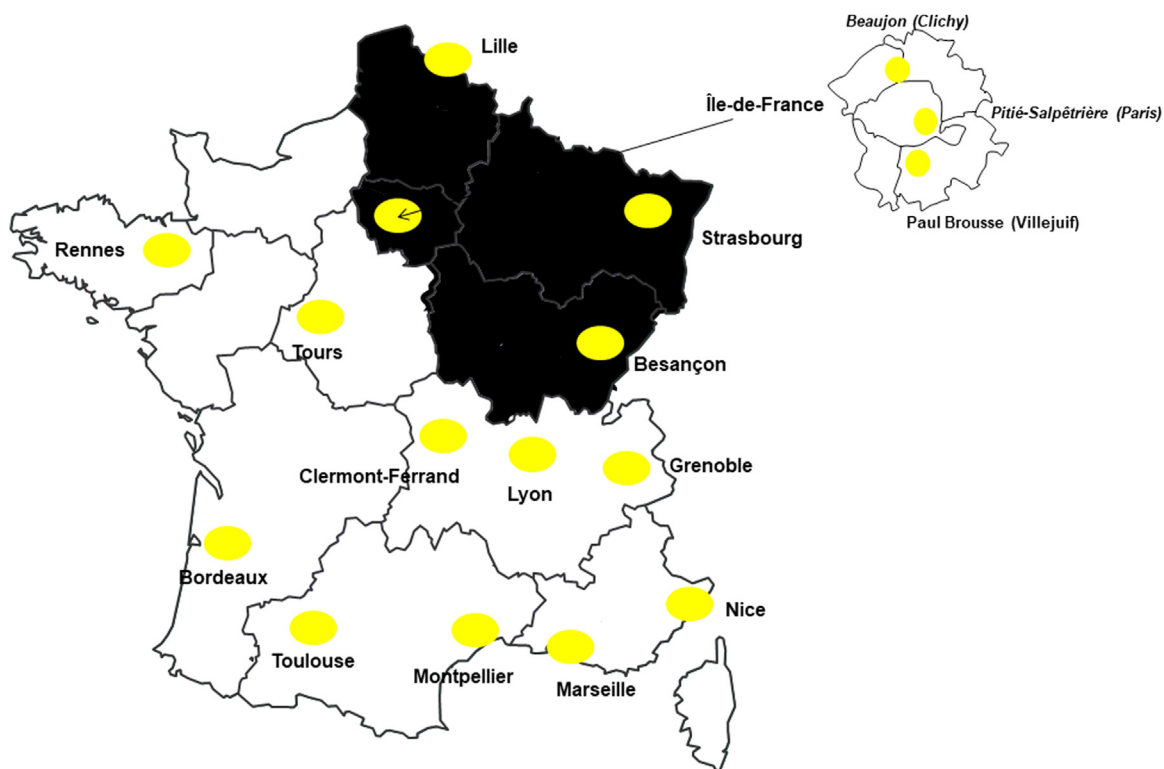 Beaujon (Clichy)
Lille
Île-de-France
Pitié-Salpêtrière (Paris)
Paul Brousse (Villejuif)
Strasbourg
Rennes
Tours
Besançon
Clermont-Ferrand
Grenoble
Lyon
Bordeaux
Nice
Toulouse
Montpellier
Marseille